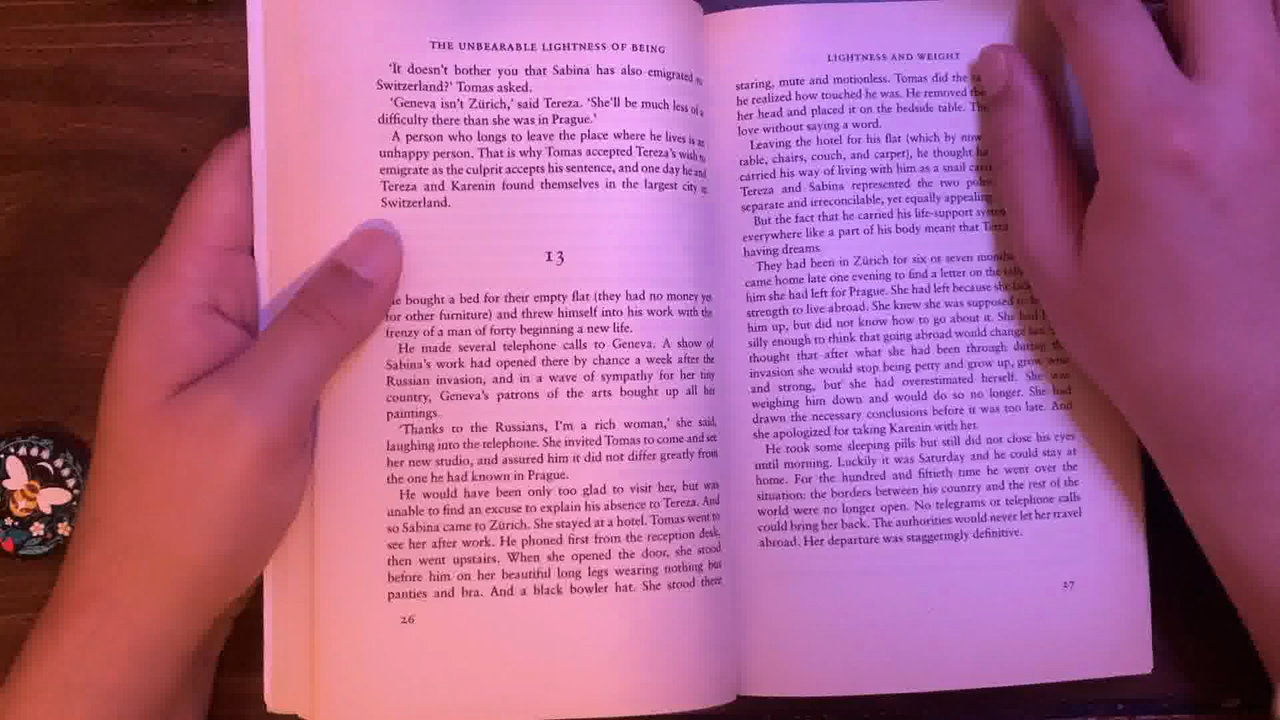 THE UNBEARABLE LIGHTNESS OF BEING
'It doesn't bother you that Sabina has also emigrated to
Switzerland?' Tomas asked.
'Geneva isn't Zürich,' said Tereza. 'She'll be much less of a
difficulty there than she was in Prague.'
A person who longs to leave the place where he lives is an
unhappy person. That is why Tomas accepted Tereza's wish to
emigrate as the culprit accepts his sentence, and one day he and
Tereza and Karenin found themselves in the largest city in
Switzerland.
13
He bought a bed for their empty flat (they had no money yet
for other furniture) and threw himself into his work with the
frenzy of a man of forty beginning a new life.
He made several telephone calls to Geneva. A show of
Sabina's work had opened there by chance a week after the
Russian invasion, and in a wave of sympathy for her tiny
country, Geneva's patrons of the arts bought up all her
paintings.
'Thanks to the Russians, I'm a rich woman,' she said,
laughing into the telephone. She invited Tomas to come and see
her new studio, and assured him it did not differ greatly from
the one he had known in Prague.
He would have been only too glad to visit her, but was
unable to find an excuse to explain his absence to Tereza. And
so Sabina came to Zürich. She stayed at a hotel. Tomas went to
see her after work. He phoned first from the reception desk,
then went upstairs. When she opened the door, she stood
before him on her beautiful long legs wearing nothing but
panties and bra. And a black bowler hat. She stood there
26
LIGHTNESS AND WEIGHT
staring, mute and motionless. Tomas did the
he realized how touched he was. He removed the
her head and placed it on the bedside table. Th
love without saying a word.
Leaving the hotel for his flat (which by now
table, chairs, couch, and carpet), he thought
carried his way of living with him as a snail
Tereza and Sabina represented the two
separate and irreconcilable, yet equally appealing
But the fact that he carried his life-support system
everywhere like a part of his body meant that
having dreams.
They had been in Zürich for six or seven months
came home late one evening to find a letter on the
him she had left for Prague. She had left because she
strength to live abroad. She knew she was supposed
him up, but did not know how to go about it. She
silly enough to think that going abroad would change
thought that after what she had been through during
invasion she would stop being petty and grow up, grow
and strong, but she had overestimated herself. She was
weighing him down and would do so no longer. She had
drawn the necessary conclusions before it was too late. And
she apologized for taking Karenin with her.
He took some sleeping pills but still did not close his eyes
until morning. Luckily it was Saturday and he could stay at
home. For the hundred and fiftieth time he went over the
situation: the borders between his country and the rest of the
world were no longer open. No telegrams or telephone calls
could bring her back. The authorities would never let her travel
abroad. Her departure was staggeringly definitive.
27